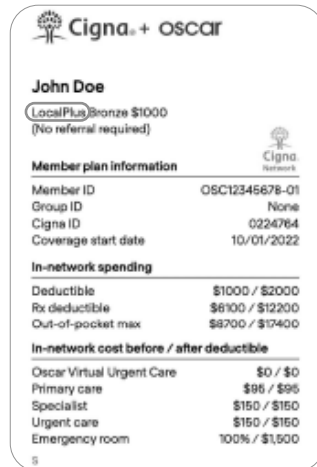 Cigna + oscar
John Doe
LocalPlus Bronze $1000
(No referral required)
Cigna
Network
Member plan information
Member ID OSC12345678-01
Group ID None
Cigna ID 0224764
Coverage start date 10/01/2022
In-network spending
Deductible $1000 / $2000
Rx deductible $6100 / $12200
Out-of-pocket max $8700 / $17400
In-network cost before / after deductible
Oscar Virtual Urgent Care $0 / $0
Primary care $95 / $95
Specialist $150 / $150
Urgent care $150 / $150
Emergency room 100% / $1,500
S